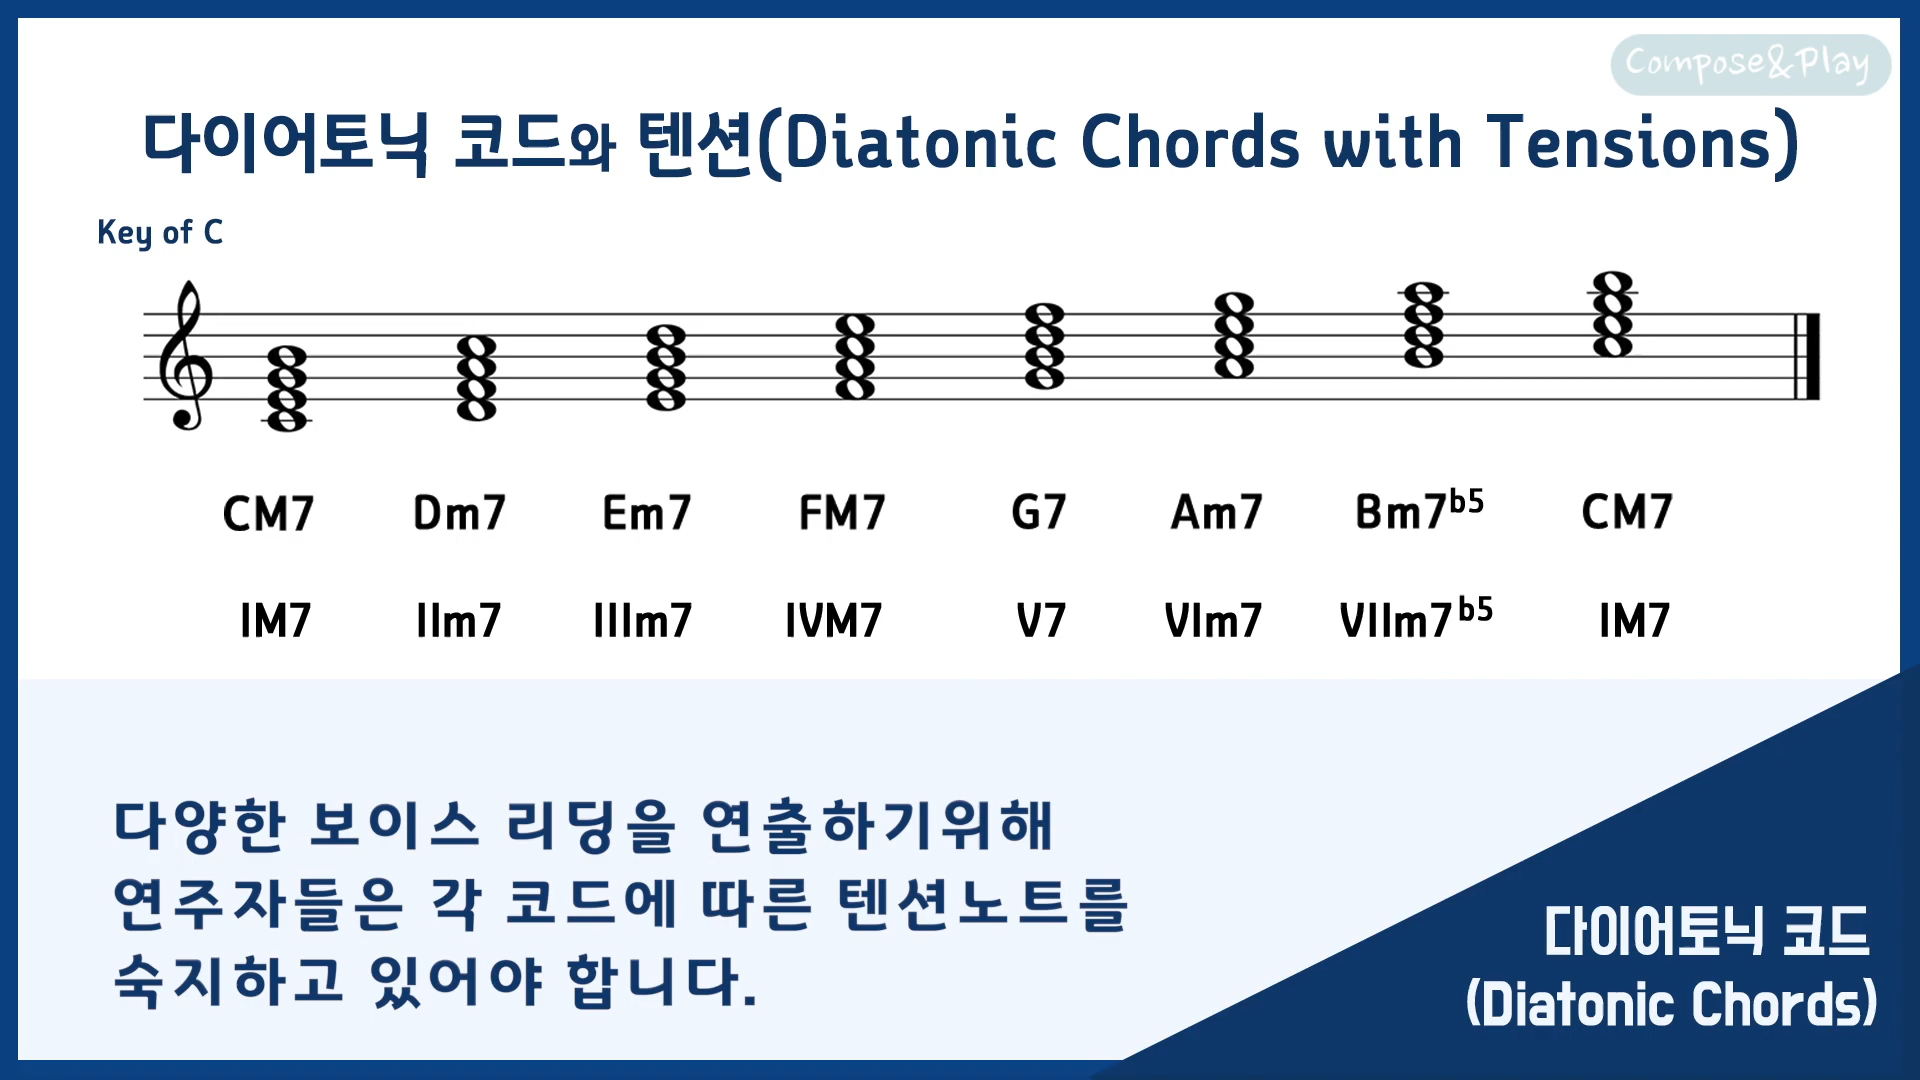 Compose&Play
다이어토닉 코드와 텐션(Diatonic Chords with Tensions)
Key of C
CM7 Dm7 Em7 FM7 G7 Am7 Bm7b5 CM7
IM7 IIm7 IIIm7 IVM7 V7 VIm7 VIIm7b5 IM7
다양한 보이스 리딩을 연출하기위해
연주자들은 각 코드에 따른 텐션노트를
숙지하고 있어야 합니다.
다이어토닉 코드
(Diatonic Chords)